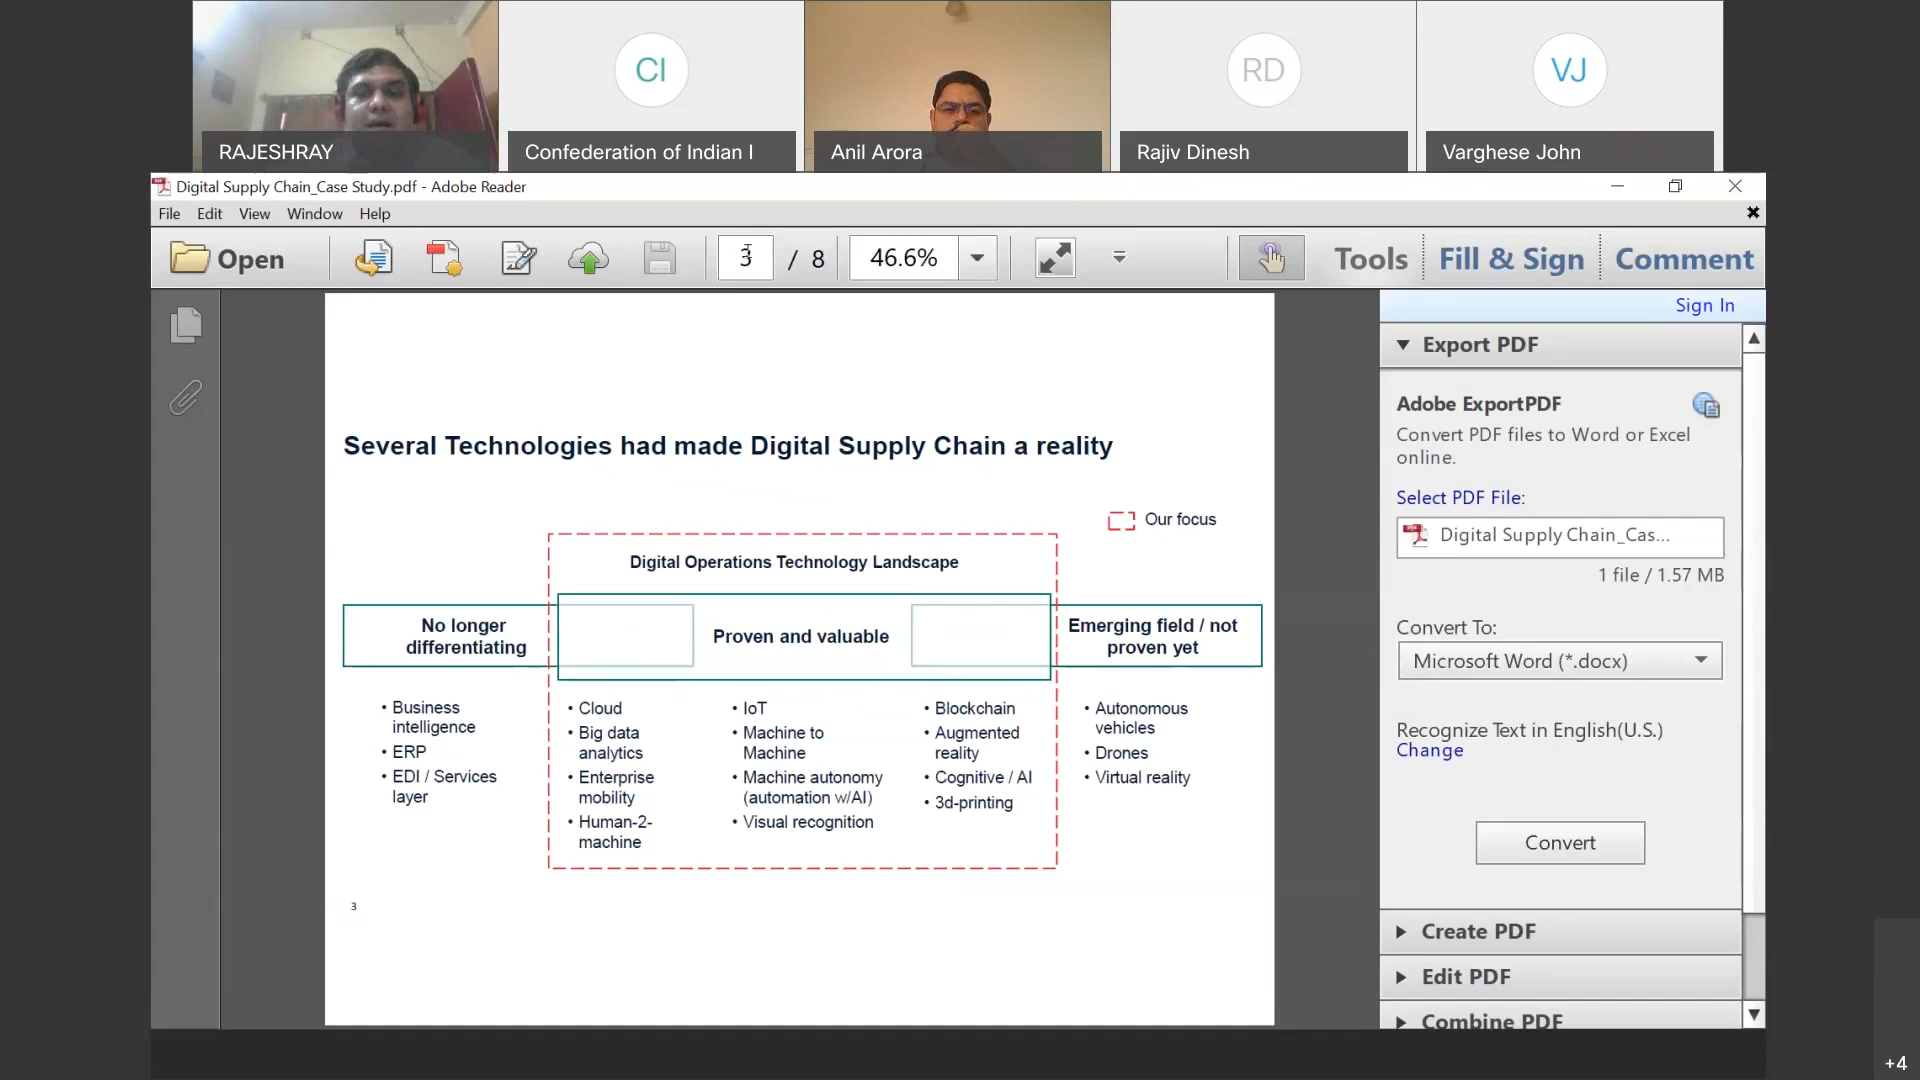 CI
RD
VJ
RAJESHRAY
Confederation of Indian I
Anil Arora
Rajiv Dinesh
Varghese John
Digital Supply Chain_Case Study.pdf - Adobe Reader
File Edit View Window Help
Open
3 / 8
46.6%
Tools
Fill & Sign
Comment
Sign In
Export PDF
Adobe ExportPDF
Convert PDF files to Word or Excel
online.
Select PDF File:
Digital Supply Chain_Cas...
1 file / 1.57 MB
Convert To:
Microsoft Word (*.docx)
Recognize Text in English(U.S.)
Change
Convert
Create PDF
Edit PDF
Combine PDF
Several Technologies had made Digital Supply Chain a reality
Our focus
Digital Operations Technology Landscape
No longer
differentiating
Proven and valuable
Emerging field / not
proven yet
• Business
intelligence
• ERP
• EDI / Services
layer
• Cloud
• Big data
analytics
• Enterprise
mobility
• Human-2-
machine
• IoT
• Machine to
Machine
• Machine autonomy
(automation w/AI)
• Visual recognition
• Blockchain
• Augmented
reality
• Cognitive / AI
• 3d-printing
• Autonomous
vehicles
• Drones
• Virtual reality
3
+4